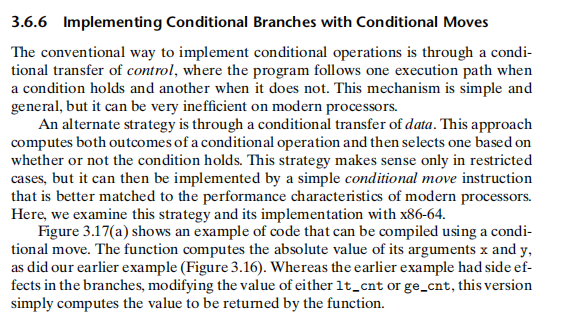 3.6.6 Implementing Conditional Branches with Conditional Moves
The conventional way to implement conditional operations is through a condi-
tional transfer of control, where the program follows one execution path when
a condition holds and another when it does not. This mechanism is simple and
general, but it can be very inefficient on modern processors.
An alternate strategy is through a conditional transfer of data. This approach
computes both outcomes of a conditional operation and then selects one based on
whether or not the condition holds. This strategy makes sense only in restricted
cases, but it can then be implemented by a simple conditional move instruction
that is better matched to the performance characteristics of modern processors.
Here, we examine this strategy and its implementation with x86-64.
Figure 3.17(a) shows an example of code that can be compiled using a condi-
tional move. The function computes the absolute value of its arguments x and y,
as did our earlier example (Figure 3.16). Whereas the earlier example had side ef-
fects in the branches, modifying the value of either lt_cnt or ge_cnt, this version
simply computes the value to be returned by the function.